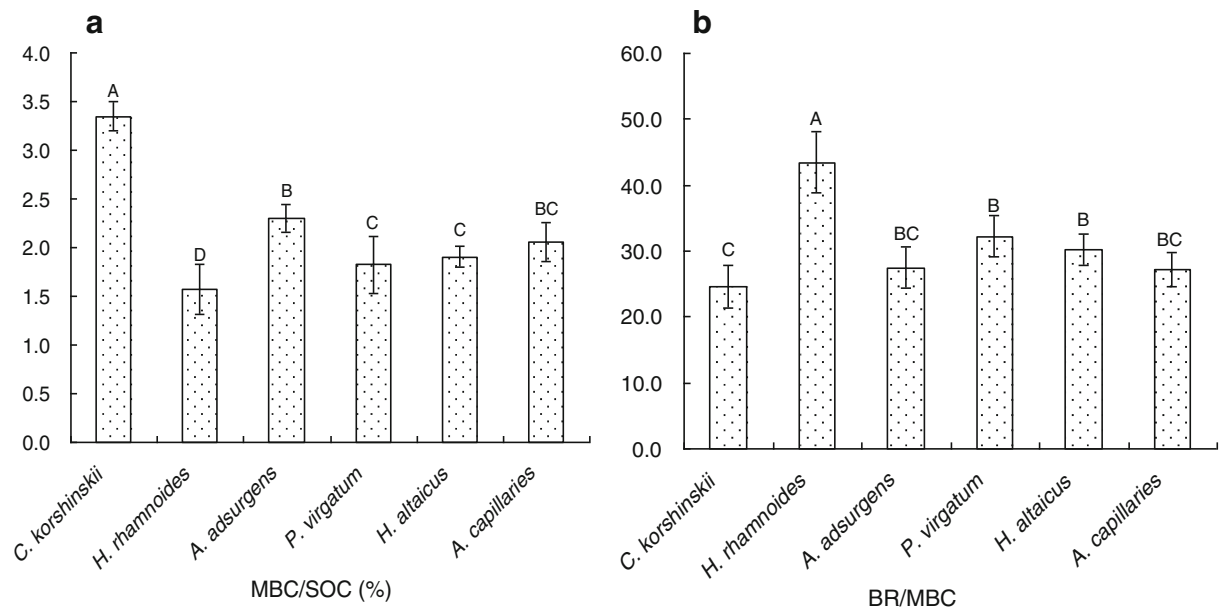 a
4.0
3.5
3.0
2.5
2.0
1.5
1.0
0.5
0.0
A
D
B
C
C
BC
C. korshinskii
H. rhamnoides
A. adsurgens
P. virgatum
H. altaicus
A. capillaries
MBC/SOC (%)
b
60.0
50.0
40.0
30.0
20.0
10.0
0.0
C
A
BC
B
B
BC
C. korshinskii
H. rhamnoides
A. adsurgens
P. virgatum
H. altaicus
A. capillaries
BR/MBC